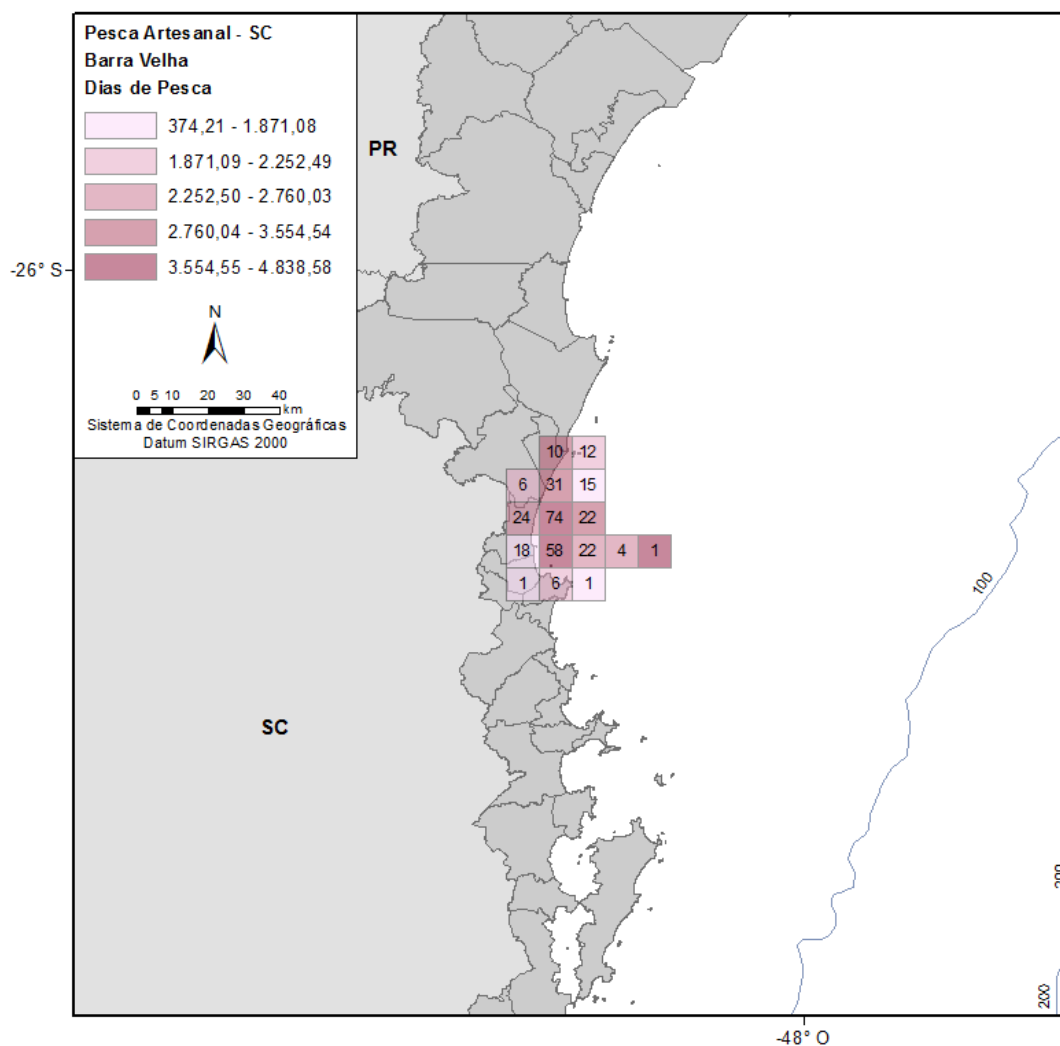 Pesca Artesanal - SC
Barra Velha
Dias de Pesca
374,21 - 1.871,08
1.871,09 - 2.252,49
2.252,50 - 2.760,03
2.760,04 - 3.554,54
3.554,55 - 4.838,58
N
0 5 10 20 30 40
km
Sistema de Coordenadas Geográficas
Datum SIRGAS 2000
PR
-26° S
10 12
6 31 15
24 74 22
18 58 22 4 1
1 6 1
100
SC
200
200
-48° O